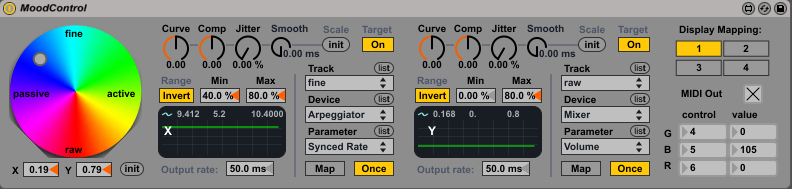 MoodControl
fine
passive
active
raw
X 0.19 Y 0.79 init
Curve Comp Jitter Smooth Scale Target
0.00 0.00 0.00 % 0.00 ms init On
Range Min Max
Invert 40.0 % 80.0 %
9.412 5.2 10.4000
X
Output rate: 50.0 ms
Track list
fine
Device
Arpeggiator
Parameter list
Synced Rate
Map Once
Curve Comp Jitter Smooth Scale Target
0.00 0.00 0.00 % 0.00 ms init On
Range Min Max
Invert 0.00 % 80.0 %
0.168 0. 0.8
Y
Output rate: 50.0 ms
Track list
raw
Device
Mixer
Parameter list
Volume
Map Once
Display Mapping:
1 2
3 4
MIDI Out
control value
G 4 0
B 5 105
R 6 0